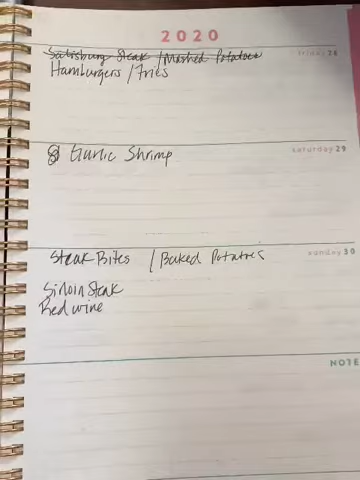 2020
friday 28
Salisbury Steak / Mashed Potatoes
Hamburgers / Fries
saturday 29
Garlic Shrimp
sunday 30
Steak Bites / Baked Potatoes
Sirloin Steak
Red wine
NOTE